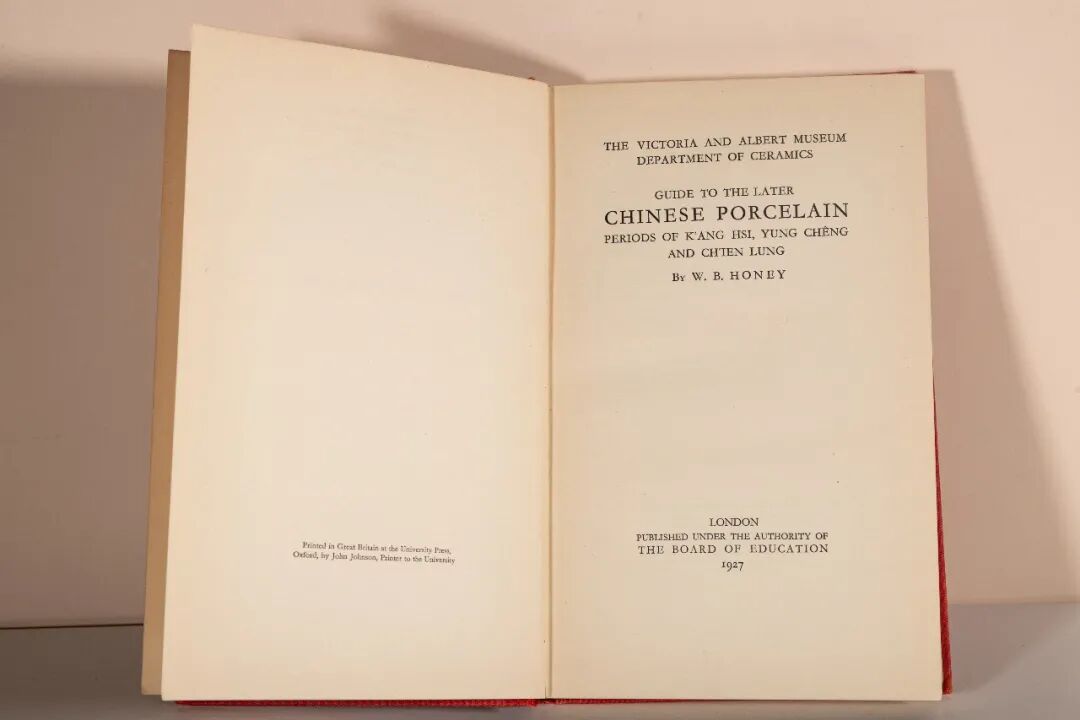 Printed in Great Britain at the University Press,
Oxford, by John Johnson, Printer to the University
THE VICTORIA AND ALBERT MUSEUM
DEPARTMENT OF CERAMICS
GUIDE TO THE LATER
CHINESE PORCELAIN
PERIODS OF K'ANG HSI, YUNG CHÊNG
AND CH'IEN LUNG
By W. B. HONEY
LONDON
PUBLISHED UNDER THE AUTHORITY OF
THE BOARD OF EDUCATION
1927